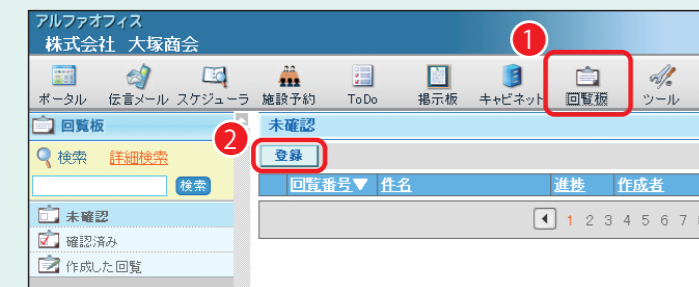 アルファオフィス
株式会社 大塚商会
1
ポータル 伝言メール スケジューラ 施設予約 ToDo 掲示板 キャビネット 回覧板 ツール
回覧板
未確認
2
検索 詳細検索
登録
検索
回覧番号▼ 件名 進捗 作成者
未確認
1 2 3 4 5 6 7
確認済み
作成した回覧